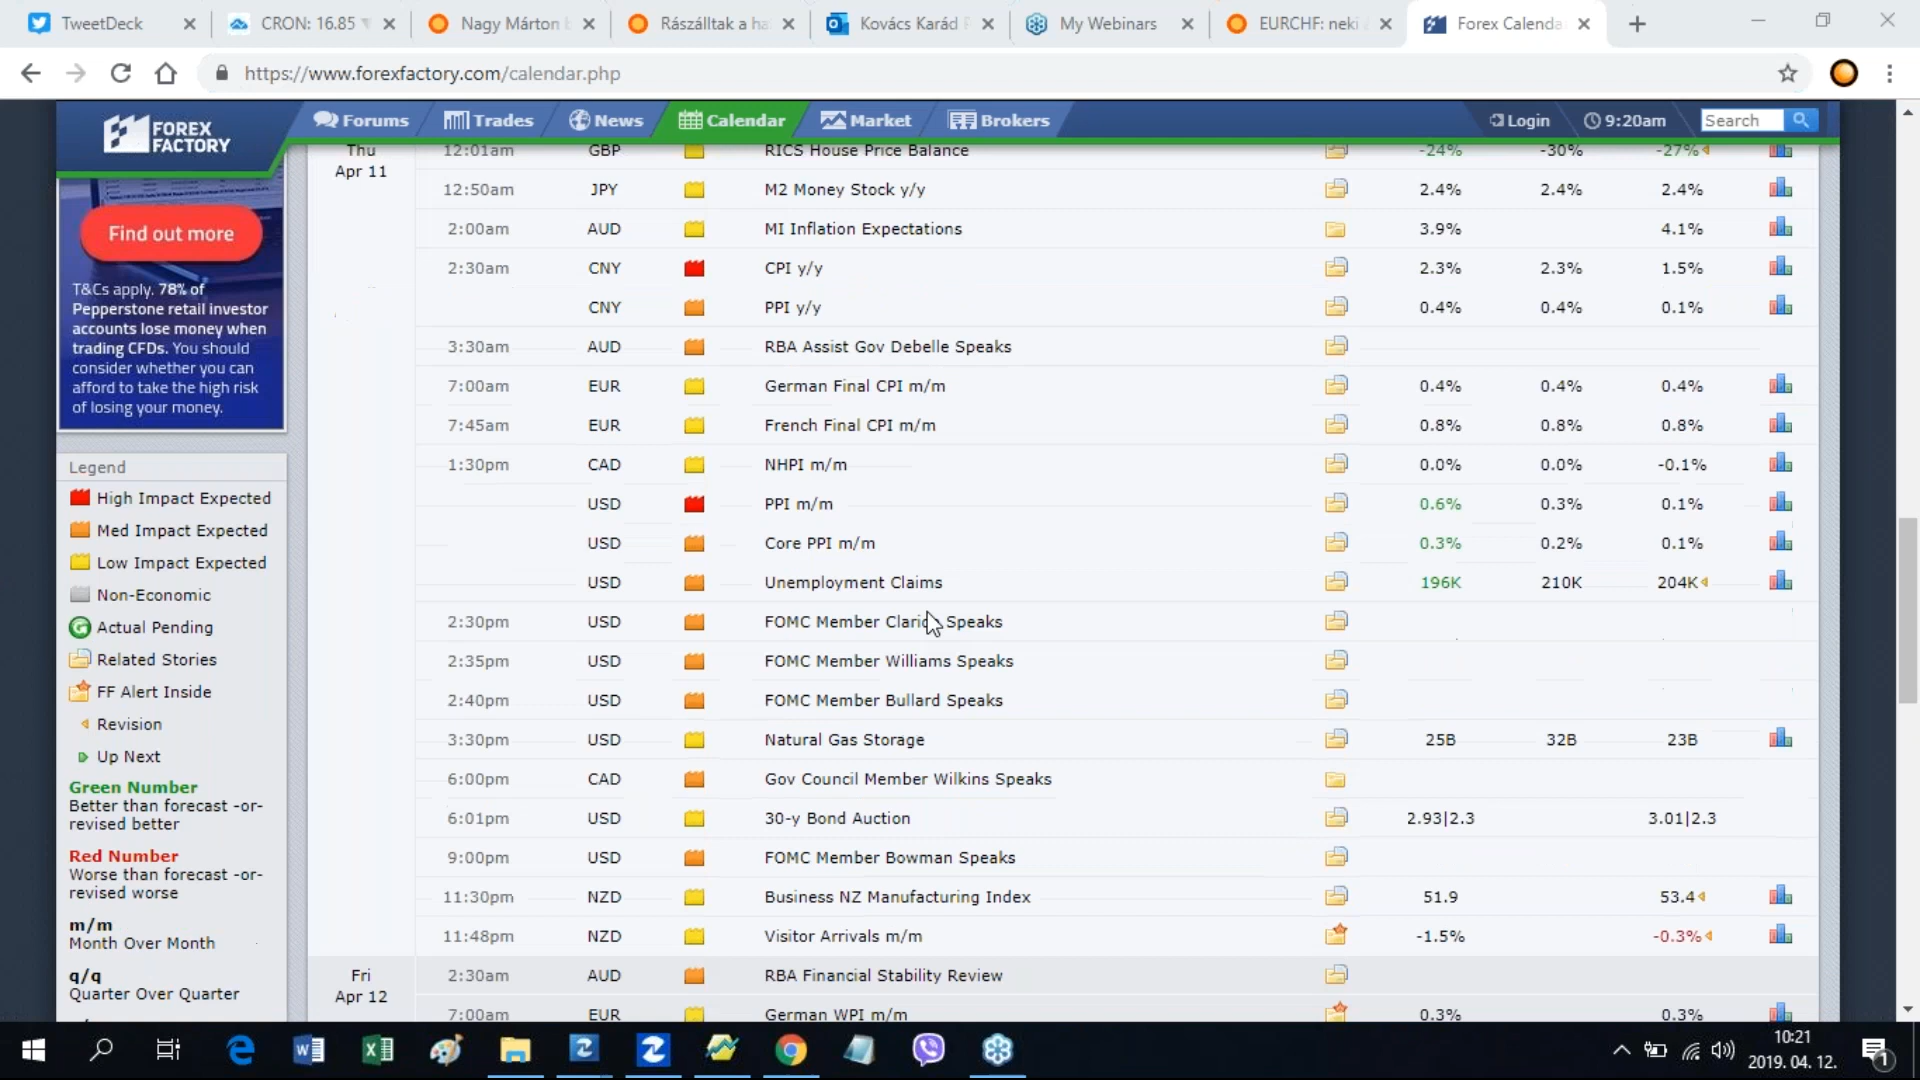 TweetDeck
CRON: 16.85
Nagy Márton
Rászálltak a ha
Kovács Karád
My Webinars
EURCHF: neki
Forex Calenda
https://www.forexfactory.com/calendar.php
FOREX FACTORY
Forums Trades News Calendar Market Brokers
Login 9:20am Search
Find out more
T&Cs apply. 78% of
Pepperstone retail investor
accounts lose money when
trading CFDs. You should
consider whether you can
afford to take the high risk
of losing your money.
Legend
High Impact Expected
Med Impact Expected
Low Impact Expected
Non-Economic
Actual Pending
Related Stories
FF Alert Inside
Revision
Up Next
Green Number
Better than forecast -or-
revised better
Red Number
Worse than forecast -or-
revised worse
m/m
Month Over Month
q/q
Quarter Over Quarter
Thu
Apr 11
12:01am GBP RICS House Price Balance -24% -30% -27%
12:50am JPY M2 Money Stock y/y 2.4% 2.4% 2.4%
2:00am AUD MI Inflation Expectations 3.9% 4.1%
2:30am CNY CPI y/y 2.3% 2.3% 1.5%
CNY PPI y/y 0.4% 0.4% 0.1%
3:30am AUD RBA Assist Gov Debelle Speaks
7:00am EUR German Final CPI m/m 0.4% 0.4% 0.4%
7:45am EUR French Final CPI m/m 0.8% 0.8% 0.8%
1:30pm CAD NHPI m/m 0.0% 0.0% -0.1%
USD PPI m/m 0.6% 0.3% 0.1%
USD Core PPI m/m 0.3% 0.2% 0.1%
USD Unemployment Claims 196K 210K 204K
2:30pm USD FOMC Member Clarida Speaks
2:35pm USD FOMC Member Williams Speaks
2:40pm USD FOMC Member Bullard Speaks
3:30pm USD Natural Gas Storage 25B 32B 23B
6:00pm CAD Gov Council Member Wilkins Speaks
6:01pm USD 30-y Bond Auction 2.93|2.3 3.01|2.3
9:00pm USD FOMC Member Bowman Speaks
11:30pm NZD Business NZ Manufacturing Index 51.9 53.4
11:48pm NZD Visitor Arrivals m/m -1.5% -0.3%
Fri
Apr 12
2:30am AUD RBA Financial Stability Review
7:00am EUR German WPI m/m 0.3% 0.3%
10:21
2019. 04. 12.
1